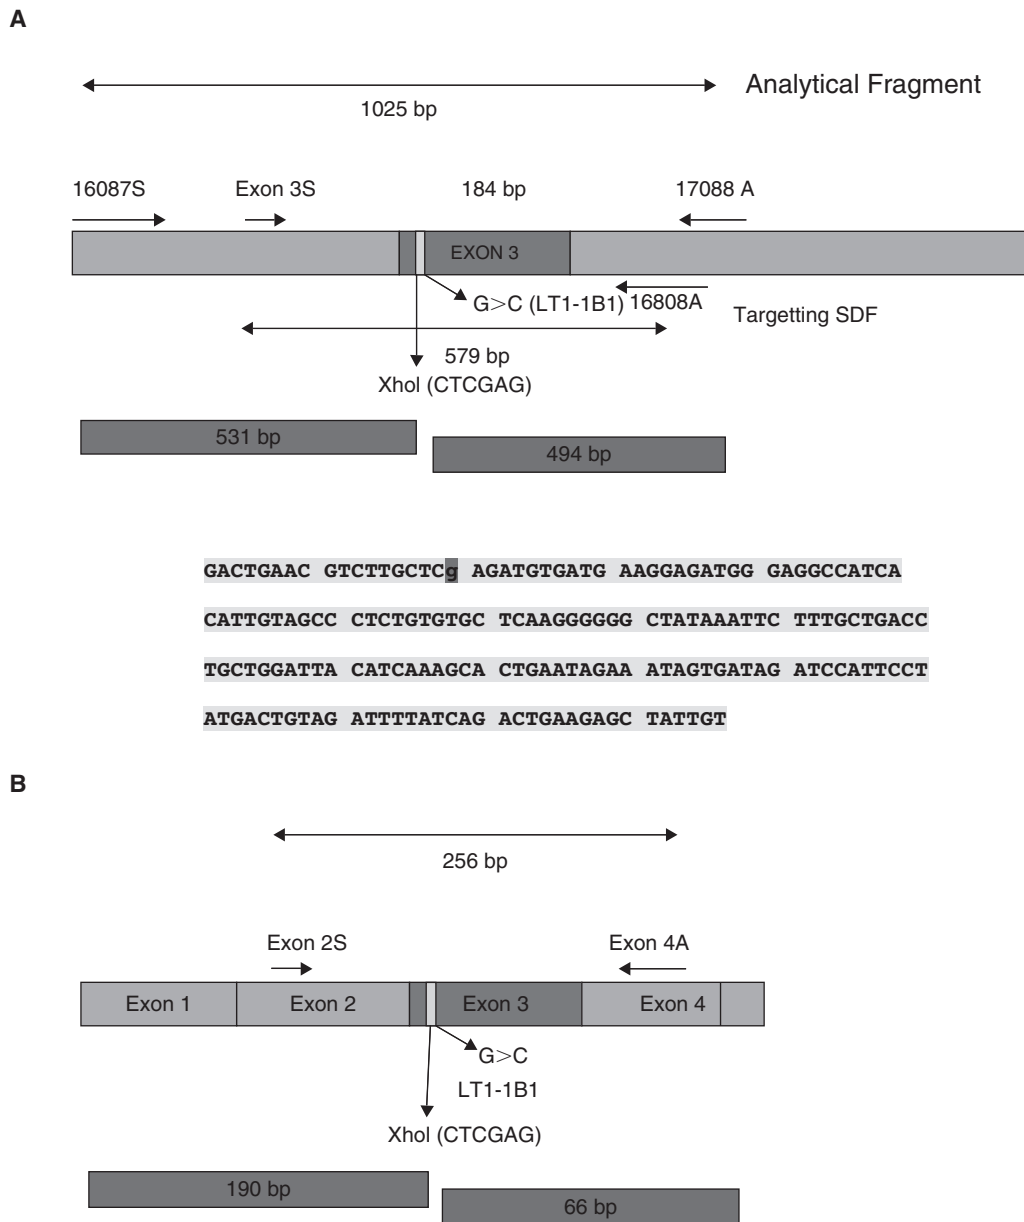 A
Analytical Fragment
1025 bp
16087S Exon 3S 184 bp 17088 A
EXON 3
G>C (LT1-1B1) 16808A
Targetting SDF
579 bp
XhoI (CTCGAG)
531 bp
494 bp
GACTGAAC GTCTTGCTCg AGATGTGATG AAGGAGATGG GAGGCCATCA
CATTGTAGCC CTCTGTGTGC TCAAGGGGGG CTATAAATTC TTTGCTGACC
TGCTGGATTA CATCAAAGCA CTGAATAGAA ATAGTGATAG ATCCATTCCT
ATGACTGTAG ATTTTATCAG ACTGAAGAGC TATTGT
B
256 bp
Exon 2S Exon 4A
Exon 1 Exon 2 Exon 3 Exon 4
G>C
LT1-1B1
XhoI (CTCGAG)
190 bp
66 bp